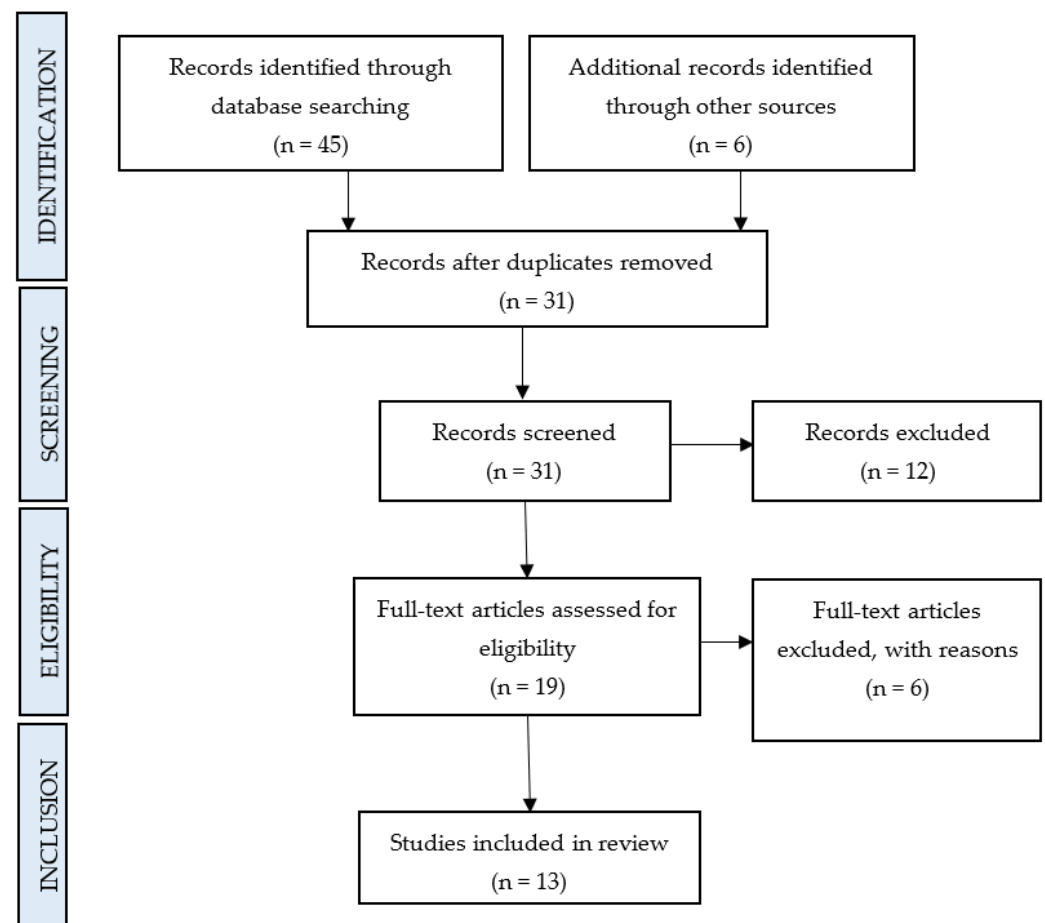 IDENTIFICATION
Records identified through
database searching
(n = 45)
Additional records identified
through other sources
(n = 6)
Records after duplicates removed
(n = 31)
SCREENING
Records screened
(n = 31)
Records excluded
(n = 12)
ELIGIBILITY
Full-text articles assessed for
eligibility
(n = 19)
Full-text articles
excluded, with reasons
(n = 6)
INCLUSION
Studies included in review
(n = 13)